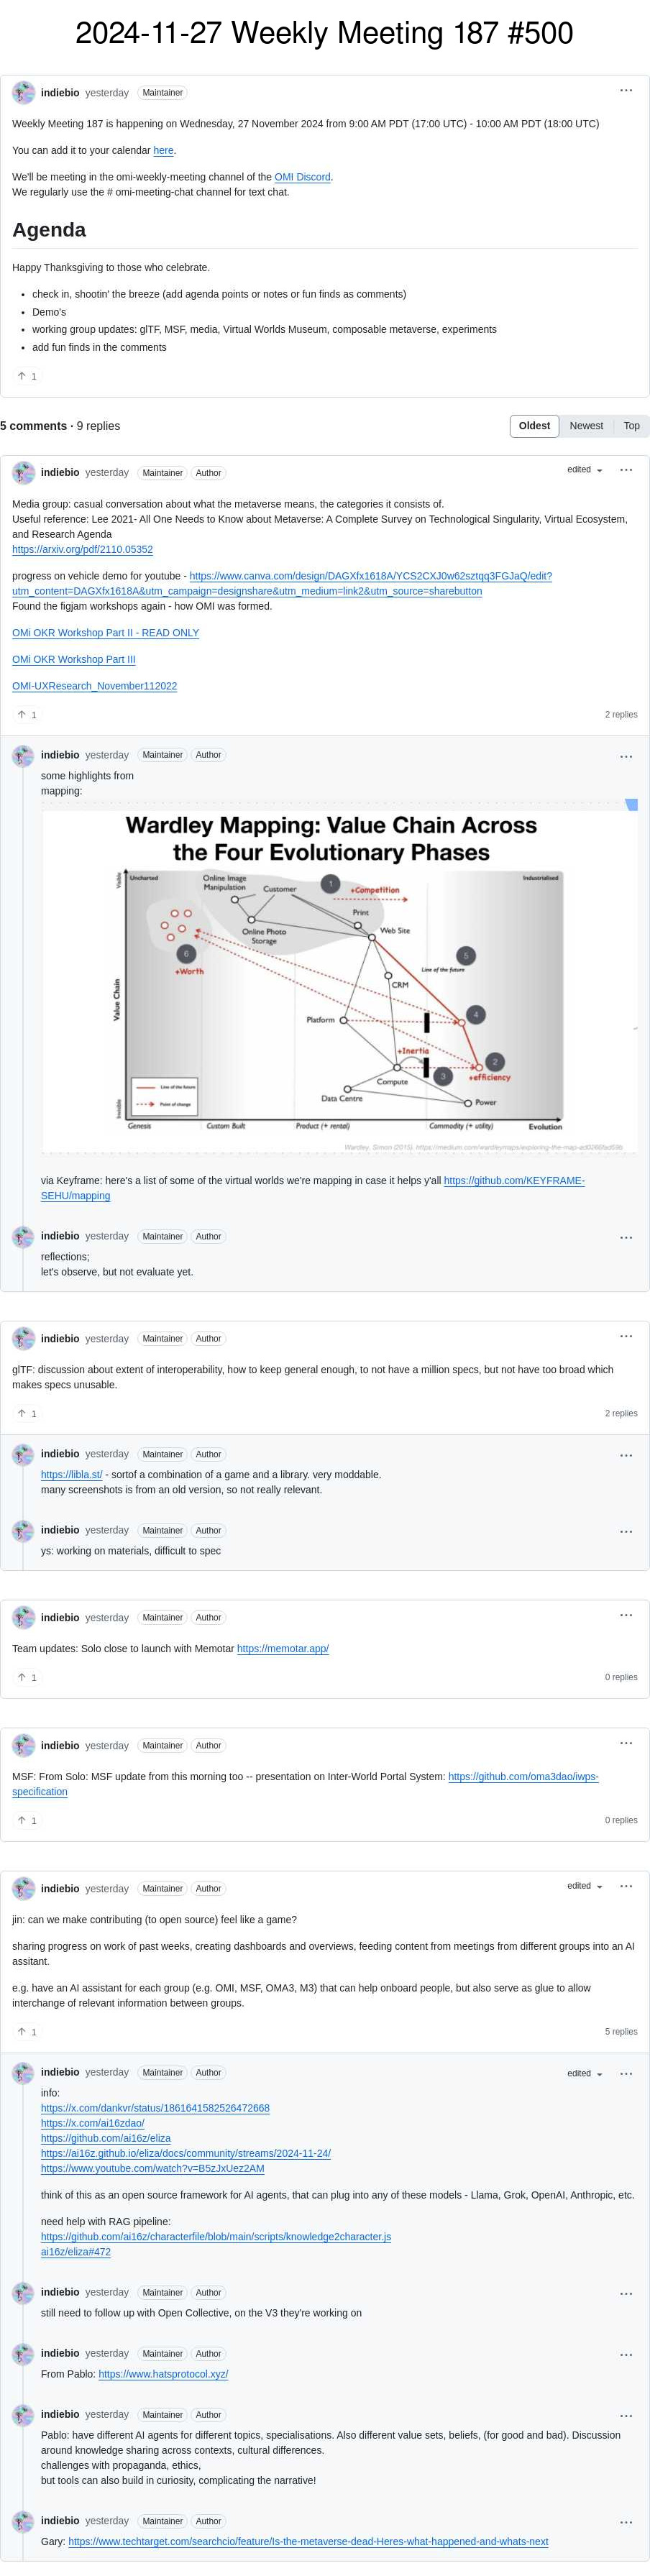 2024-11-27 Weekly Meeting 187 #500
indiebio yesterday Maintainer
Weekly Meeting 187 is happening on Wednesday, 27 November 2024 from 9:00 AM PDT (17:00 UTC) - 10:00 AM PDT (18:00 UTC)
You can add it to your calendar here.
We'll be meeting in the omi-weekly-meeting channel of the OMI Discord.
We regularly use the # omi-meeting-chat channel for text chat.
Agenda
Happy Thanksgiving to those who celebrate.
• check in, shootin' the breeze (add agenda points or notes or fun finds as comments)
• Demo's
• working group updates: glTF, MSF, media, Virtual Worlds Museum, composable metaverse, experiments
• add fun finds in the comments
1
5 comments · 9 replies
Oldest Newest Top
indiebio yesterday Maintainer Author edited
Media group: casual conversation about what the metaverse means, the categories it consists of.
Useful reference: Lee 2021- All One Needs to Know about Metaverse: A Complete Survey on Technological Singularity, Virtual Ecosystem,
and Research Agenda
https://arxiv.org/pdf/2110.05352
progress on vehicle demo for youtube - https://www.canva.com/design/DAGXfx1618A/YCS2CXJ0w62sztqq3FGJaQ/edit?
utm_content=DAGXfx1618A&utm_campaign=designshare&utm_medium=link2&utm_source=sharebutton
Found the figjam workshops again - how OMI was formed.
OMi OKR Workshop Part II - READ ONLY
OMi OKR Workshop Part III
OMI-UXResearch_November112022
1
2 replies
indiebio yesterday Maintainer Author
some highlights from
mapping:
Wardley Mapping: Value Chain Across
the Four Evolutionary Phases
Visible
Uncharted
Online Image
Manipulation
Customer
1
+Competition
Industrialised
Print
Online Photo
Storage
Web Site
6
+Worth
5
Line of the future
CRM
Value Chain
Platform
4
+Inertia
2
3
+efficiency
Compute
Data Centre
Power
Line of the future
Point of change
Invisible
Genesis Custom Built Product (+ rental) Commodity (+ utility) Evolution
via Keyframe: here's a list of some of the virtual worlds we're mapping in case it helps y'all https://github.com/KEYFRAME-
SEHU/mapping
indiebio yesterday Maintainer Author
reflections;
let's observe, but not evaluate yet.
indiebio yesterday Maintainer Author
glTF: discussion about extent of interoperability, how to keep general enough, to not have a million specs, but not have too broad which
makes specs unusable.
1
2 replies
indiebio yesterday Maintainer Author
https://libla.st/ - sortof a combination of a game and a library. very moddable.
many screenshots is from an old version, so not really relevant.
indiebio yesterday Maintainer Author
ys: working on materials, difficult to spec
indiebio yesterday Maintainer Author
Team updates: Solo close to launch with Memotar https://memotar.app/
1
0 replies
indiebio yesterday Maintainer Author
MSF: From Solo: MSF update from this morning too -- presentation on Inter-World Portal System: https://github.com/oma3dao/iwps-
specification
1
0 replies
indiebio yesterday Maintainer Author edited
jin: can we make contributing (to open source) feel like a game?
sharing progress on work of past weeks, creating dashboards and overviews, feeding content from meetings from different groups into an AI
assitant.
e.g. have an AI assistant for each group (e.g. OMI, MSF, OMA3, M3) that can help onboard people, but also serve as glue to allow
interchange of relevant information between groups.
1
5 replies
indiebio yesterday Maintainer Author edited
info:
https://x.com/dankvr/status/1861641582526472668
https://x.com/ai16zdao/
https://github.com/ai16z/eliza
https://ai16z.github.io/eliza/docs/community/streams/2024-11-24/
https://www.youtube.com/watch?v=B5zJxUez2AM
think of this as an open source framework for AI agents, that can plug into any of these models - Llama, Grok, OpenAI, Anthropic, etc.
need help with RAG pipeline:
https://github.com/ai16z/characterfile/blob/main/scripts/knowledge2character.js
ai16z/eliza#472
indiebio yesterday Maintainer Author
still need to follow up with Open Collective, on the V3 they're working on
indiebio yesterday Maintainer Author
From Pablo: https://www.hatsprotocol.xyz/
indiebio yesterday Maintainer Author
Pablo: have different AI agents for different topics, specialisations. Also different value sets, beliefs, (for good and bad). Discussion
around knowledge sharing across contexts, cultural differences.
challenges with propaganda, ethics,
but tools can also build in curiosity, complicating the narrative!
indiebio yesterday Maintainer Author
Gary: https://www.techtarget.com/searchcio/feature/Is-the-metaverse-dead-Heres-what-happened-and-whats-next